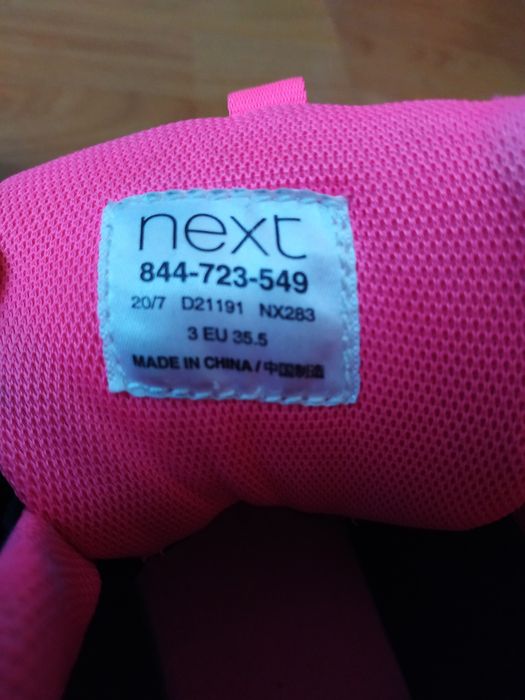 next
844-723-549
20/7 D21191 NX283
3 EU 35.5
MADE IN CHINA / 中国制造